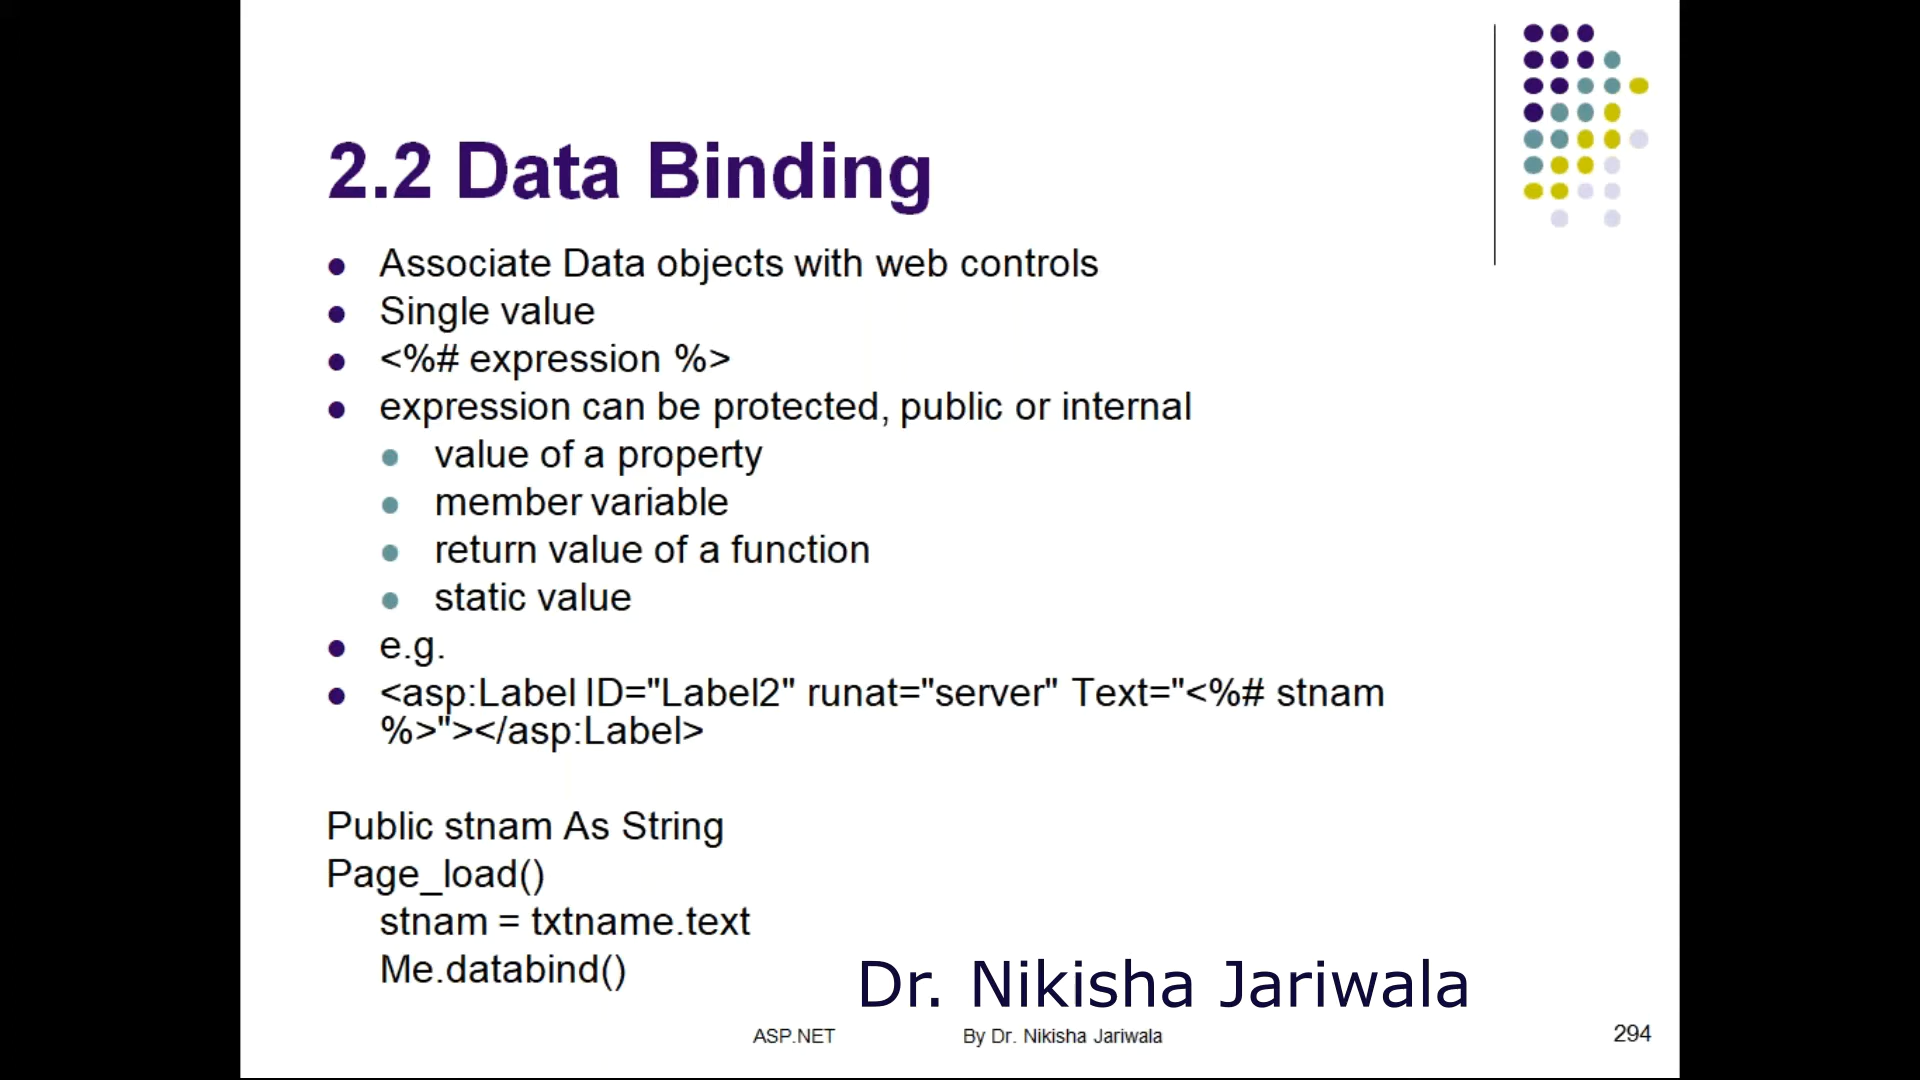 2.2 Data Binding
Associate Data objects with web controls
Single value
<%# expression %>
expression can be protected, public or internal
value of a property
member variable
return value of a function
static value
e.g.
<asp:Label ID="Label2" runat="server" Text="<%# stnam
%>"></asp:Label>
Public stnam As String
Page_load()
stnam = txtname.text
Me.databind()
Dr. Nikisha Jariwala
ASP.NET By Dr. Nikisha Jariwala 294